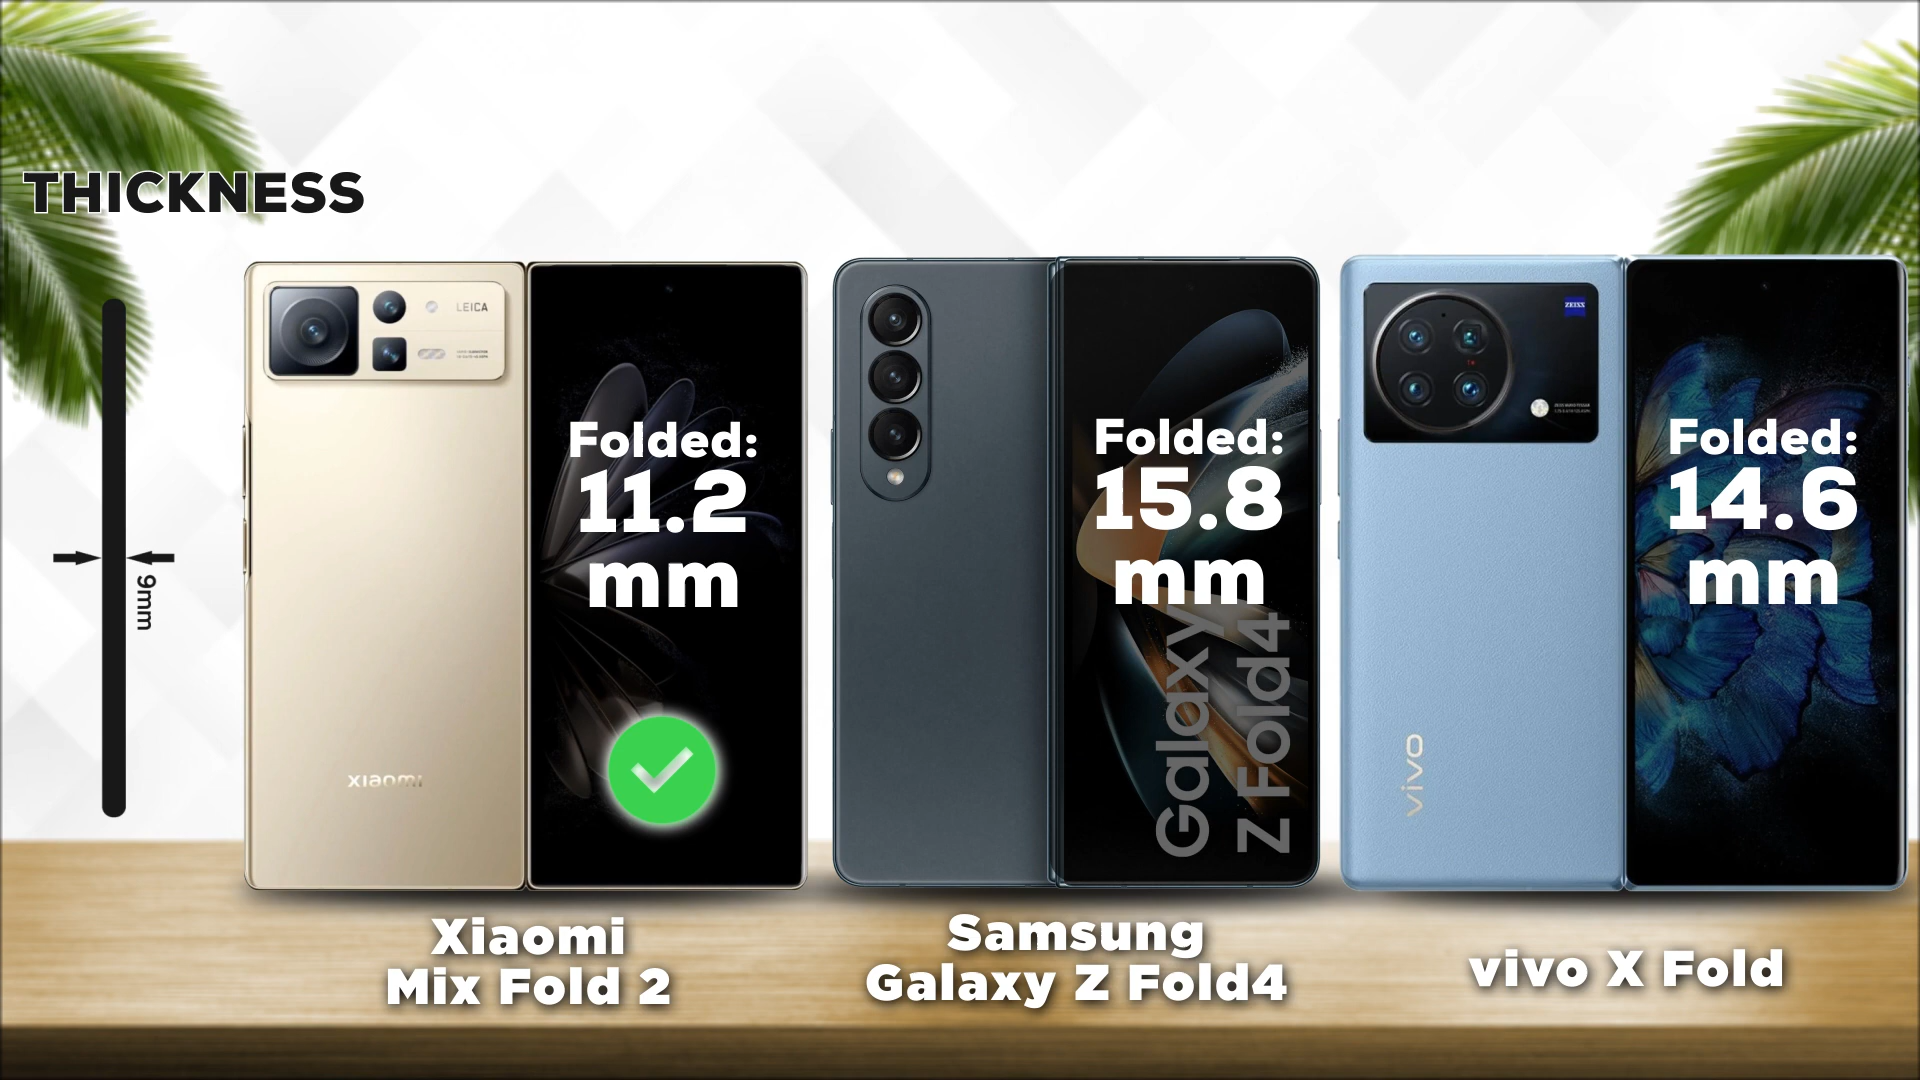 THICKNESS
9mm
LEICA
xiaomi
Folded:
11.2
mm
Folded:
15.8
mm
Galaxy
Z Fold4
ZEISS
vivo
Folded:
14.6
mm
Xiaomi
Mix Fold 2
Samsung
Galaxy Z Fold4
vivo X Fold